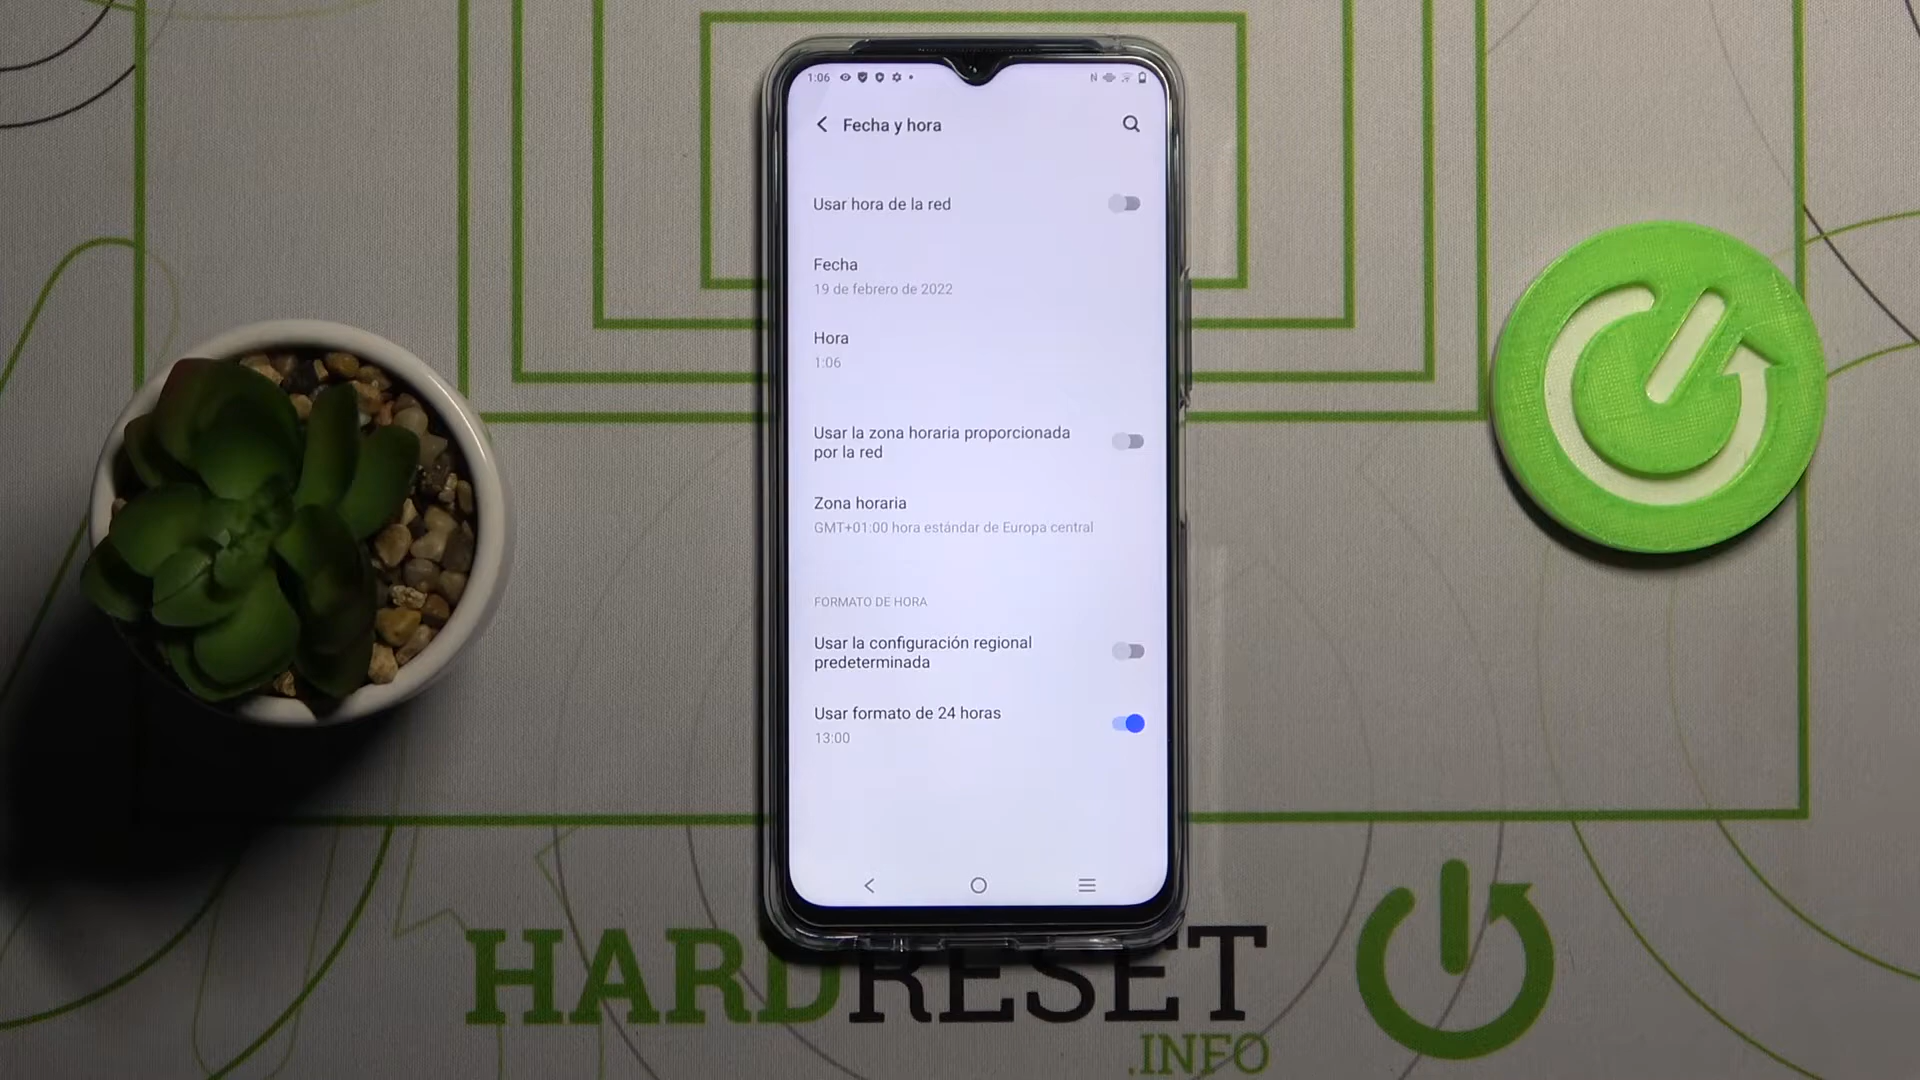 1:06
Fecha y hora
Usar hora de la red
Fecha
19 de febrero de 2022
Hora
1:06
Usar la zona horaria proporcionada
por la red
Zona horaria
GMT+01:00 hora estándar de Europa central
FORMATO DE HORA
Usar la configuración regional
predeterminada
Usar formato de 24 horas
13:00
HARDRESET
.INFO